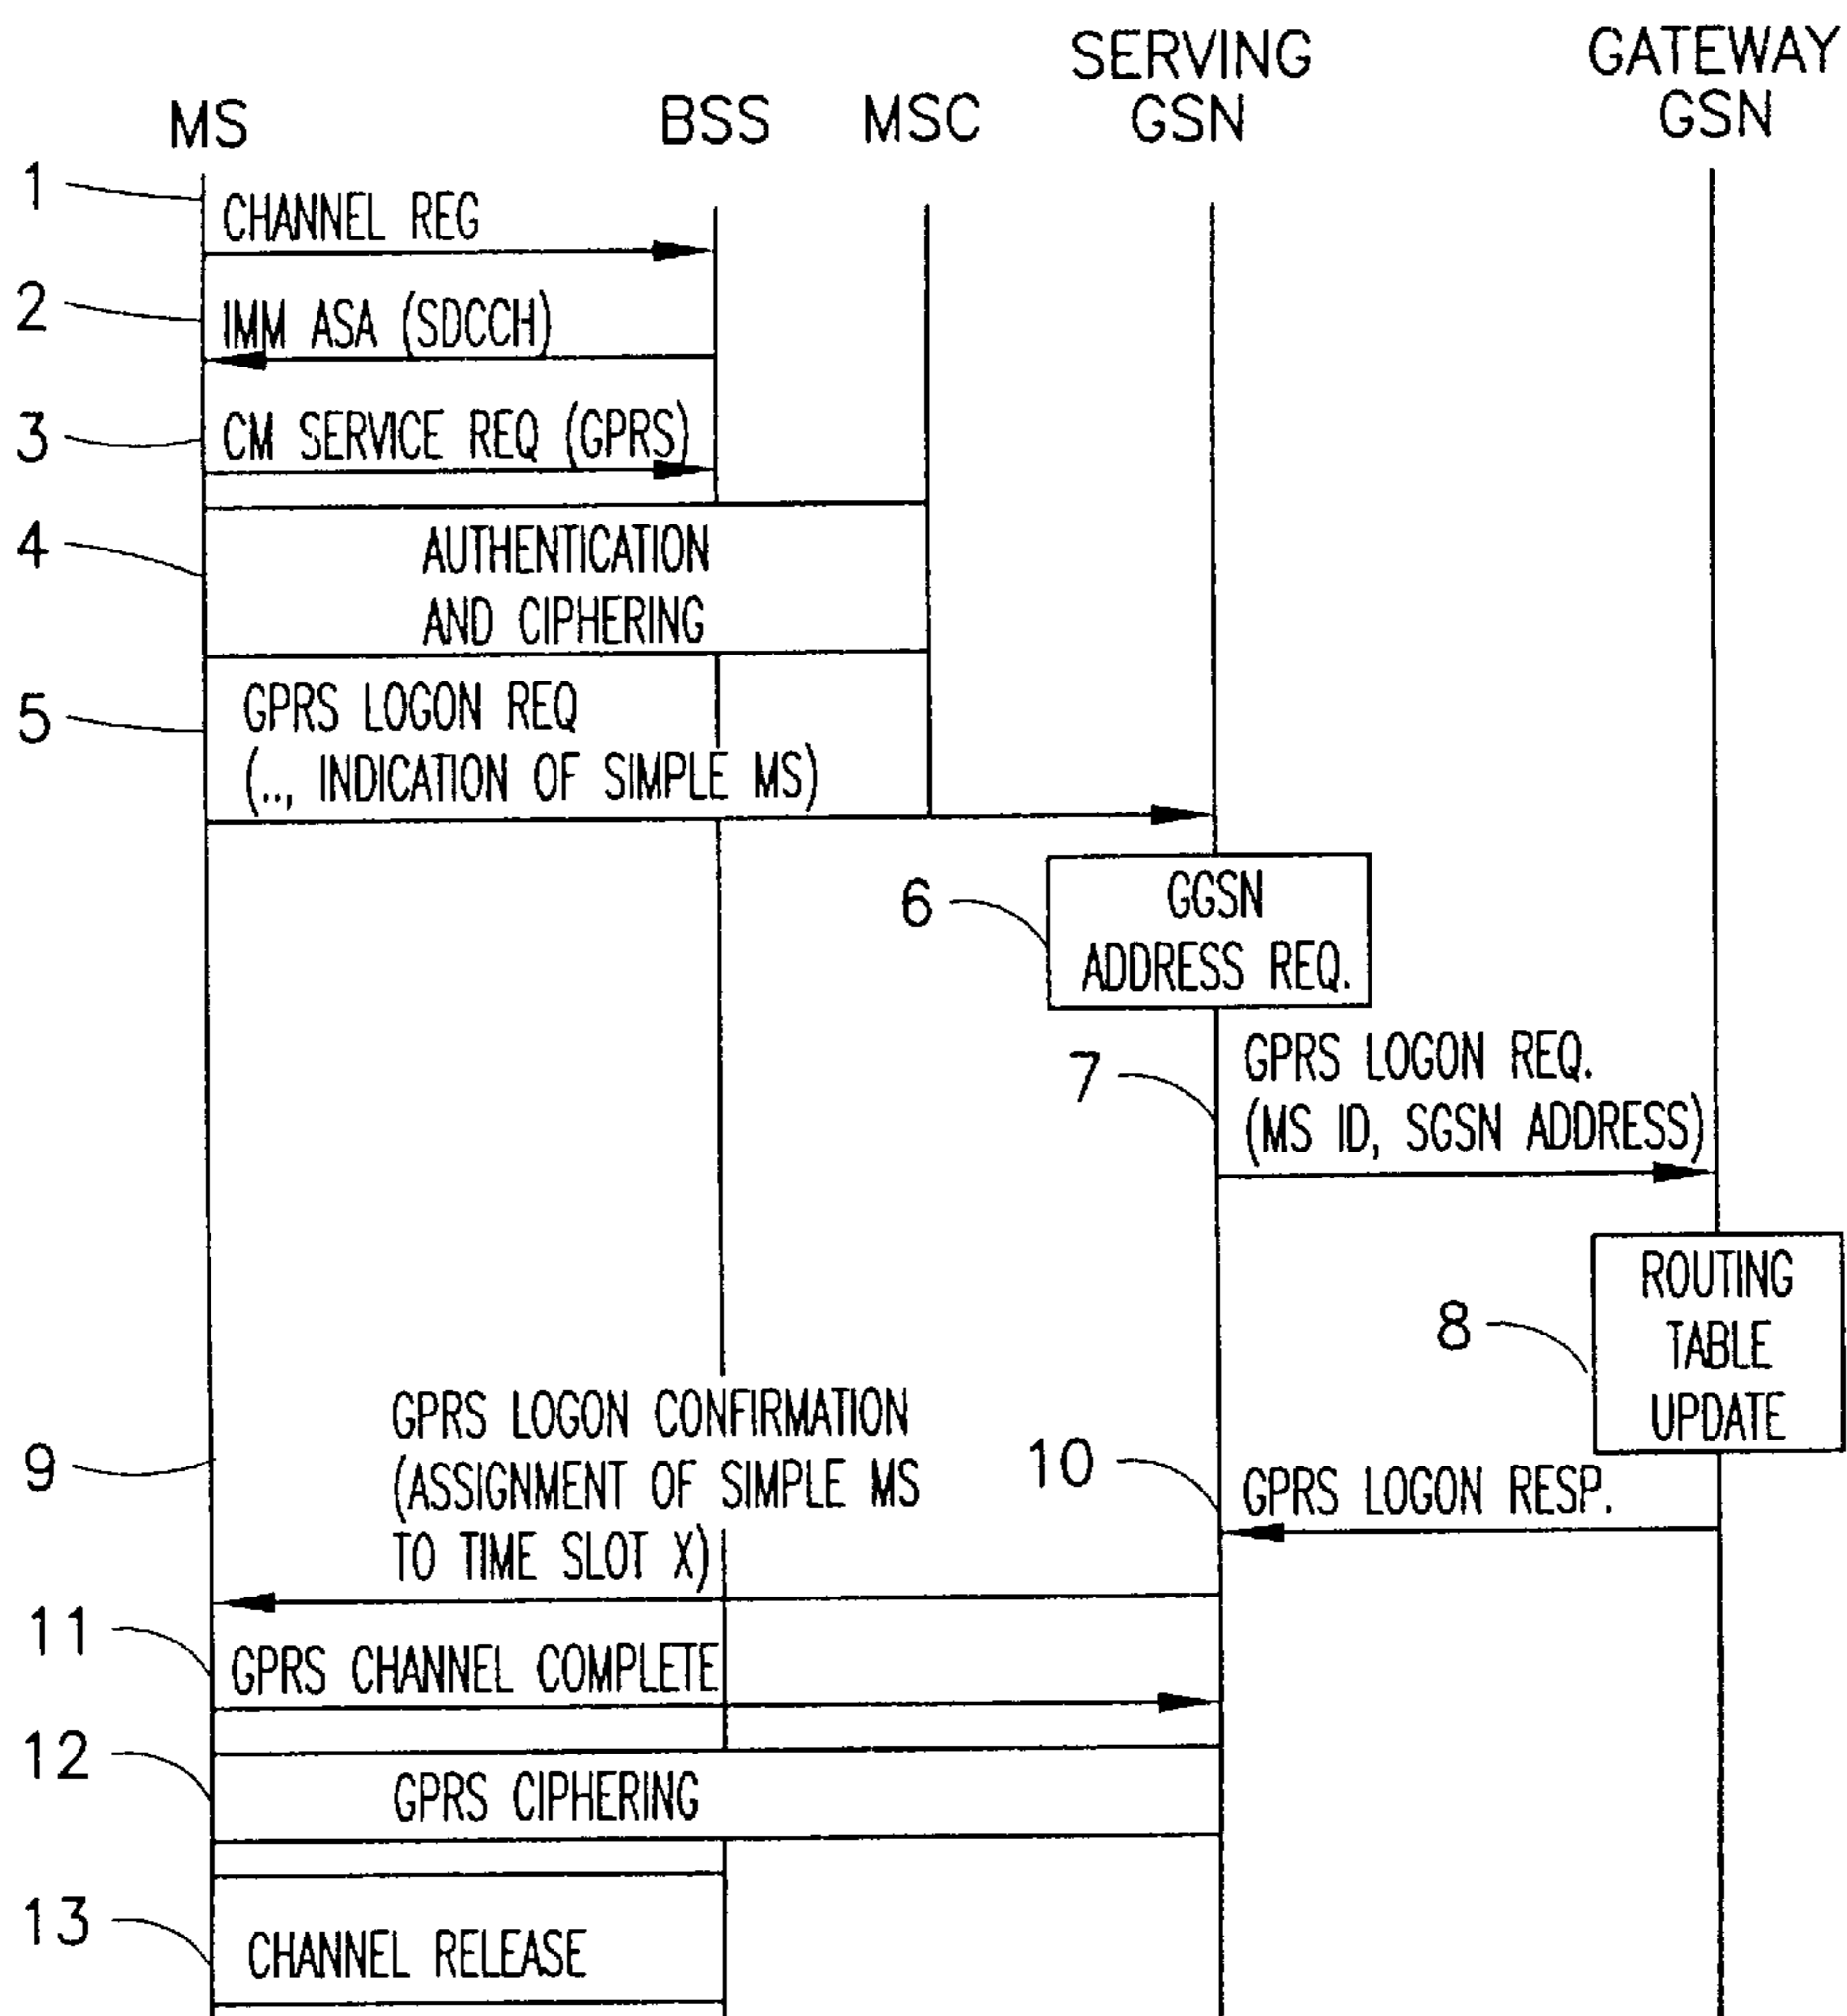 SERVING
GSN
GATEWAY
GSN
MS
BSS
MSC
1
CHANNEL REG
2
IMM ASA (SDCCH)
3
CM SERVICE REQ (GPRS)
4
AUTHENTICATION
AND CIPHERING
5
GPRS LOGON REQ
(.., INDICATION OF SIMPLE MS)
6
GGSN
ADDRESS REQ.
7
GPRS LOGON REQ.
(MS ID, SGSN ADDRESS)
8
ROUTING
TABLE
UPDATE
9
GPRS LOGON CONFIRMATION
(ASSIGNMENT OF SIMPLE MS
TO TIME SLOT X)
10
GPRS LOGON RESP.
11
GPRS CHANNEL COMPLETE
12
GPRS CIPHERING
13
CHANNEL RELEASE